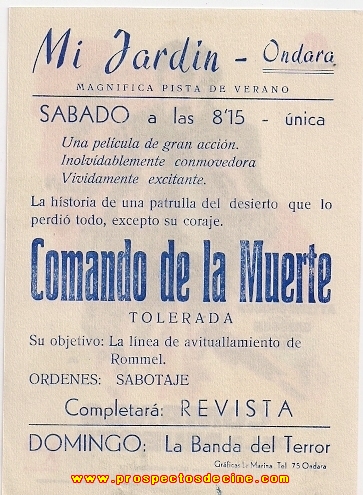 Mi Jardín - Ondara
MAGNIFICA PISTA DE VERANO
SABADO a las 8'15 - única
Una película de gran acción.
Inolvidablemente conmovedora
Vividamente excitante.
La historia de una patrulla del desierto que lo
perdió todo, excepto su coraje.
Comando de la Muerte
TOLERADA
Su objetivo: La línea de avituallamiento de
Rommel.
ORDENES: SABOTAJE
Completará: REVISTA
DOMINGO: La Banda del Terror
Gráficas La Marina. Tel. 75 Ondara
www.prospectosdecine.com